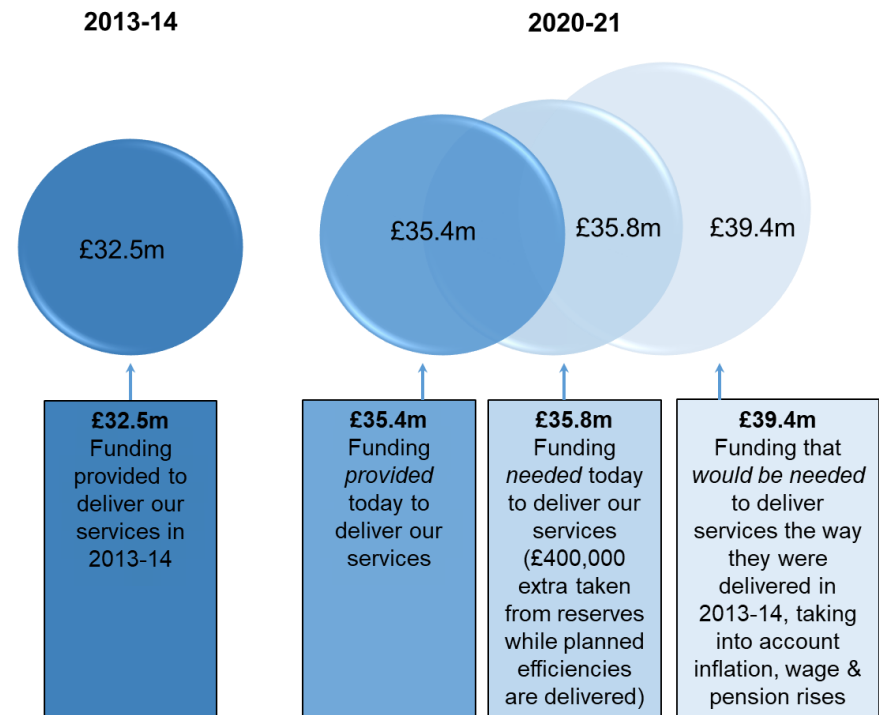 2013-14
2020-21
£32.5m
£35.4m
£35.8m
£39.4m
£32.5m
Funding
provided to
deliver our
services in
2013-14
£35.4m
Funding
provided
today to
deliver our
services
£35.8m
Funding
needed today
to deliver our
services
(£400,000
extra taken
from reserves
while planned
efficiencies
are delivered)
£39.4m
Funding that
would be needed
to deliver
services the way
they were
delivered in
2013-14, taking
into account
inflation, wage &
pension rises